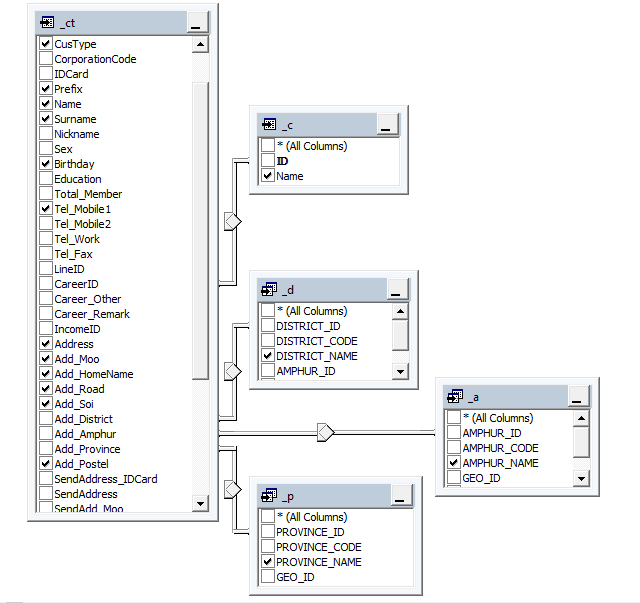 _ct
CusType
CorporationCode
IDCard
Prefix
Name
Surname
Nickname
Sex
Birthday
Education
Total_Member
Tel_Mobile1
Tel_Mobile2
Tel_Work
Tel_Fax
LineID
CareerID
Career_Other
Career_Remark
IncomeID
Address
Add_Moo
Add_HomeName
Add_Road
Add_Soi
Add_District
Add_Amphur
Add_Province
Add_Postel
SendAddress_IDCard
SendAddress
SendAdd_Moo
_c
* (All Columns)
ID
Name
_d
* (All Columns)
DISTRICT_ID
DISTRICT_CODE
DISTRICT_NAME
AMPHUR_ID
_a
* (All Columns)
AMPHUR_ID
AMPHUR_CODE
AMPHUR_NAME
GEO_ID
_p
* (All Columns)
PROVINCE_ID
PROVINCE_CODE
PROVINCE_NAME
GEO_ID